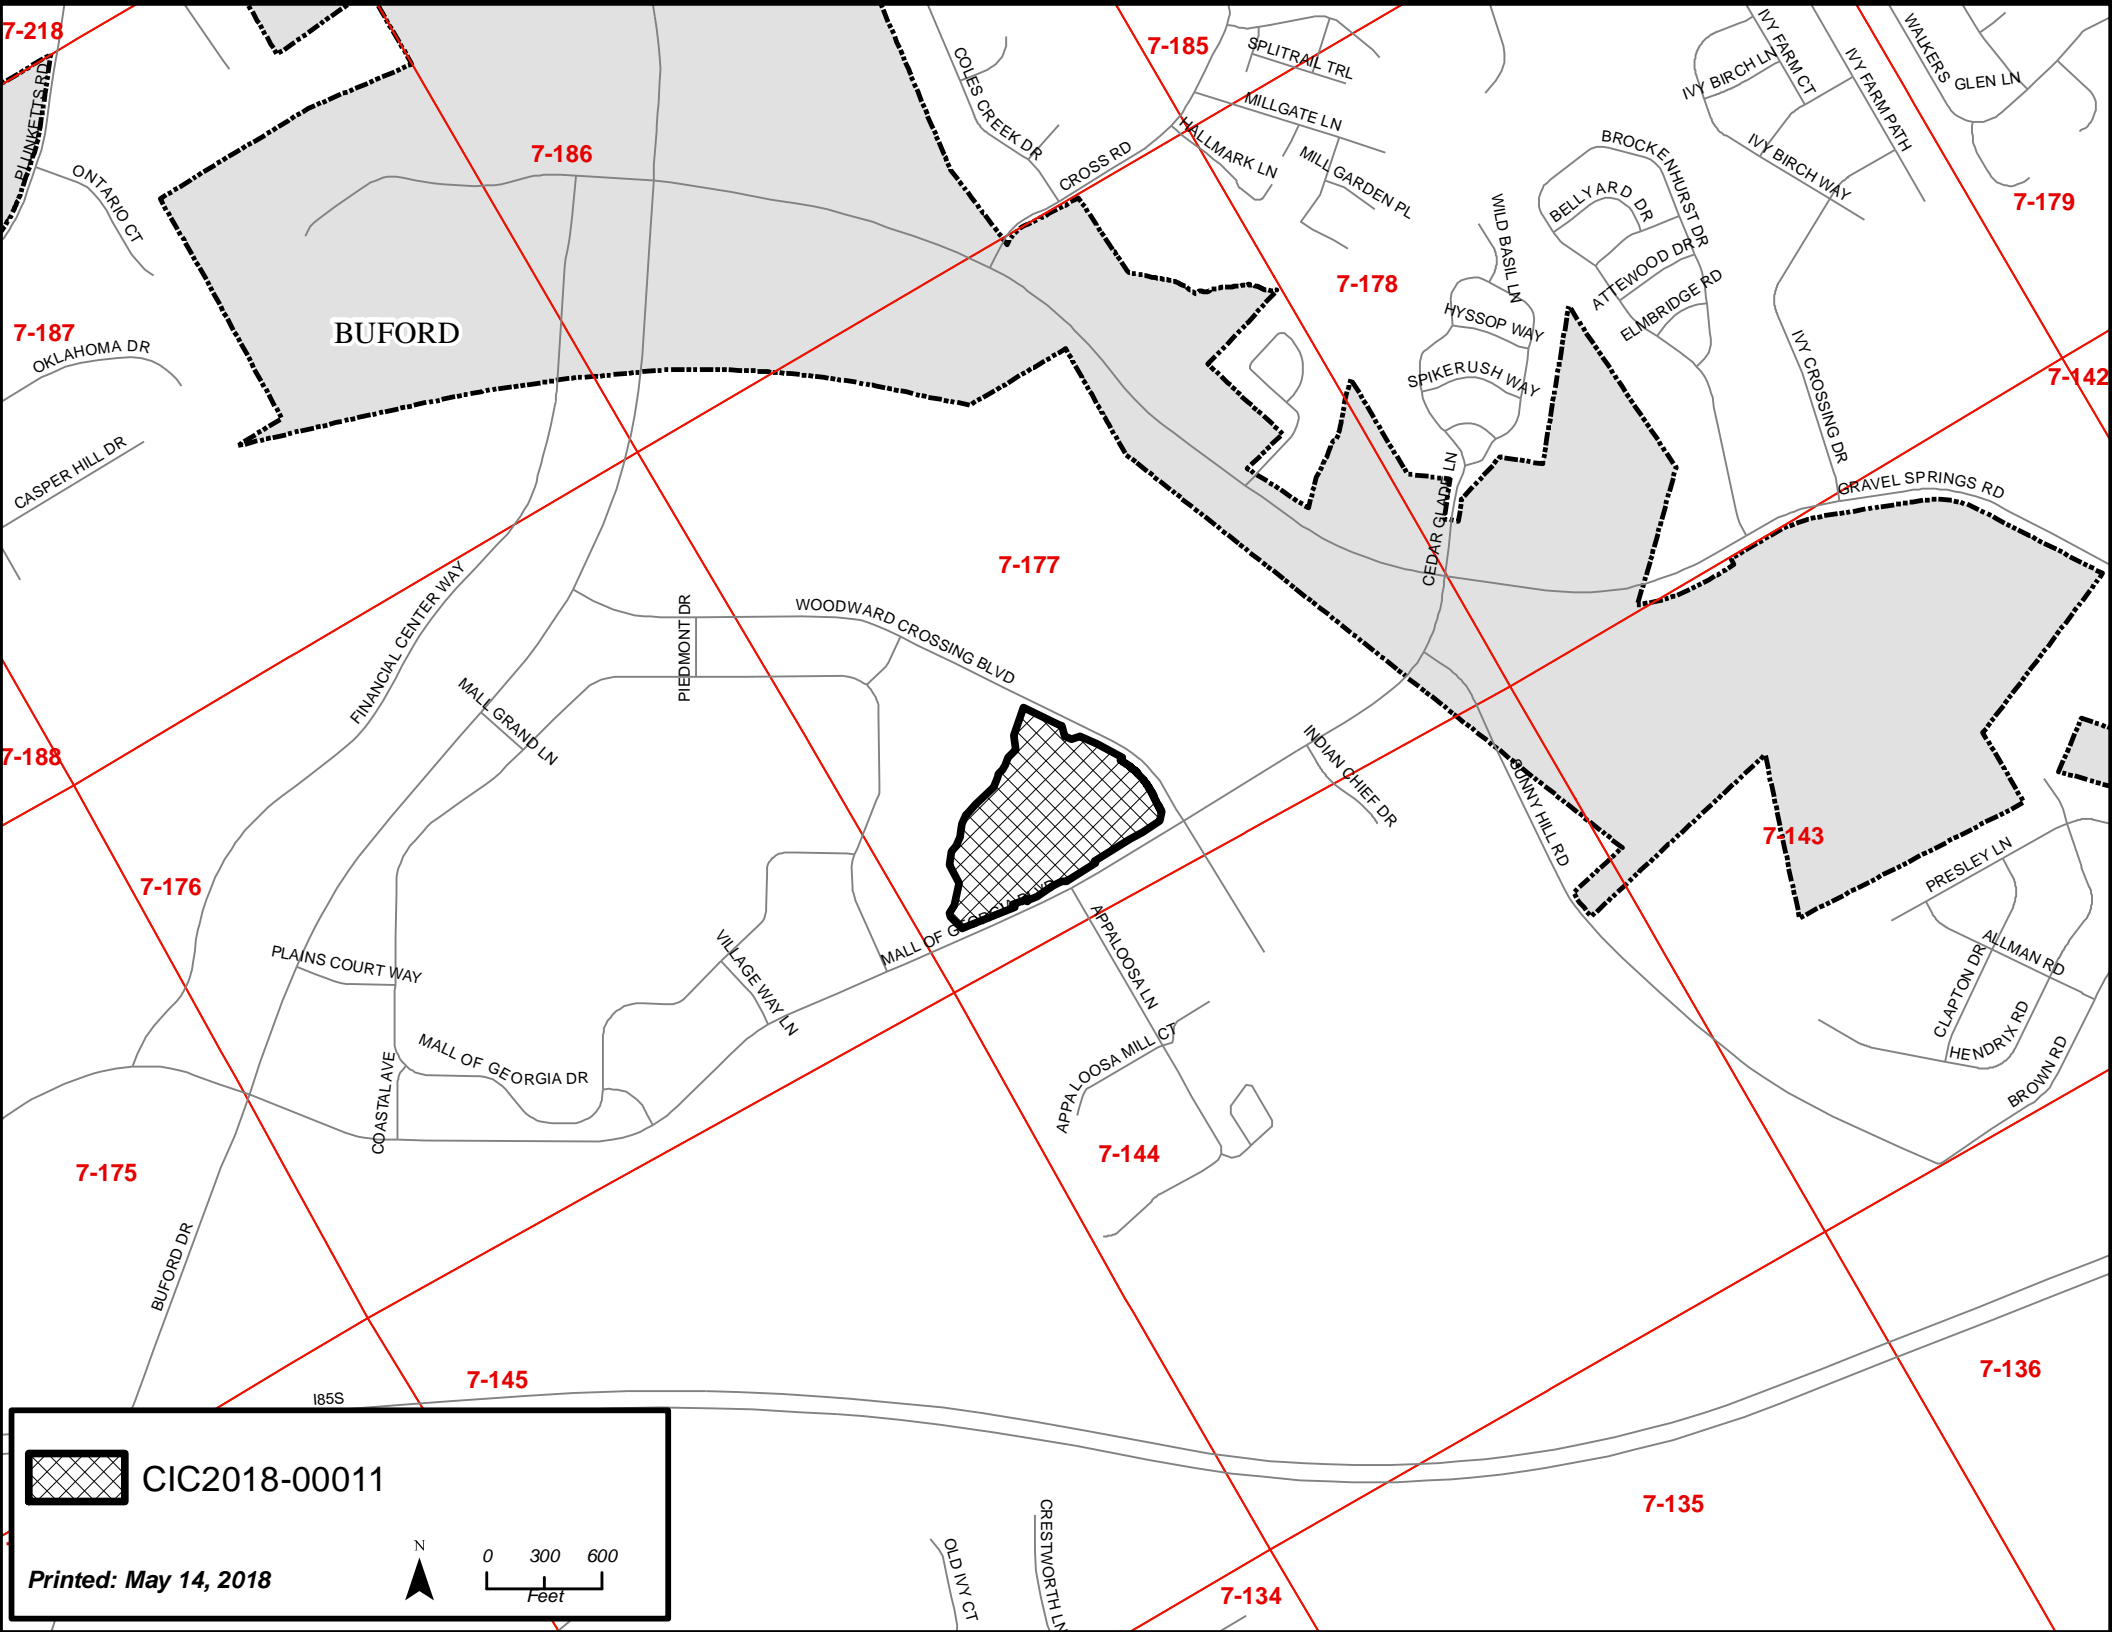 7-218
7-185
SPLITRAIL TRL
IVY FARM CT
WALKERS
GLEN LN
IVY BIRCH LN
IVY FARM PATH
COLES CREEK DR
PLUNKETTS RD
MILLGATE LN
HALLMARK LN
MILL GARDEN PL
7-186
CROSS RD
BROCKENHURST DR
IVY BIRCH WAY
ONTARIO CT
BELLYARD DR
WILD BASIL LN
7-179
ATTEWOOD DR
7-178
ELMBRIDGE RD
7-187
BUFORD
HYSSOP WAY
OKLAHOMA DR
IVY CROSSING DR
SPIKERUSH WAY
7-142
CASPER HILL DR
CEDAR GLADE LN
GRAVEL SPRINGS RD
7-177
FINANCIAL CENTER WAY
PIEDMONT DR
WOODWARD CROSSING BLVD
MALL GRAND LN
7-188
INDIAN CHIEF DR
SUNNY HILL RD
7-143
7-176
PRESLEY LN
MALL OF GEORGIA BLVD
APPALOOSA LN
VILLAGE WAY LN
PLAINS COURT WAY
ALLMAN RD
CLAPTON DR
HENDRIX RD
MALL OF GEORGIA DR
COASTAL AVE
APPALOOSA MILL CT
BROWN RD
7-144
7-175
BUFORD DR
7-145
I85S
7-136
7-135
7-134
OLD IVY CT
CRESTWORTH LN
CIC2018-00011
N
0 300 600
Feet
Printed: May 14, 2018